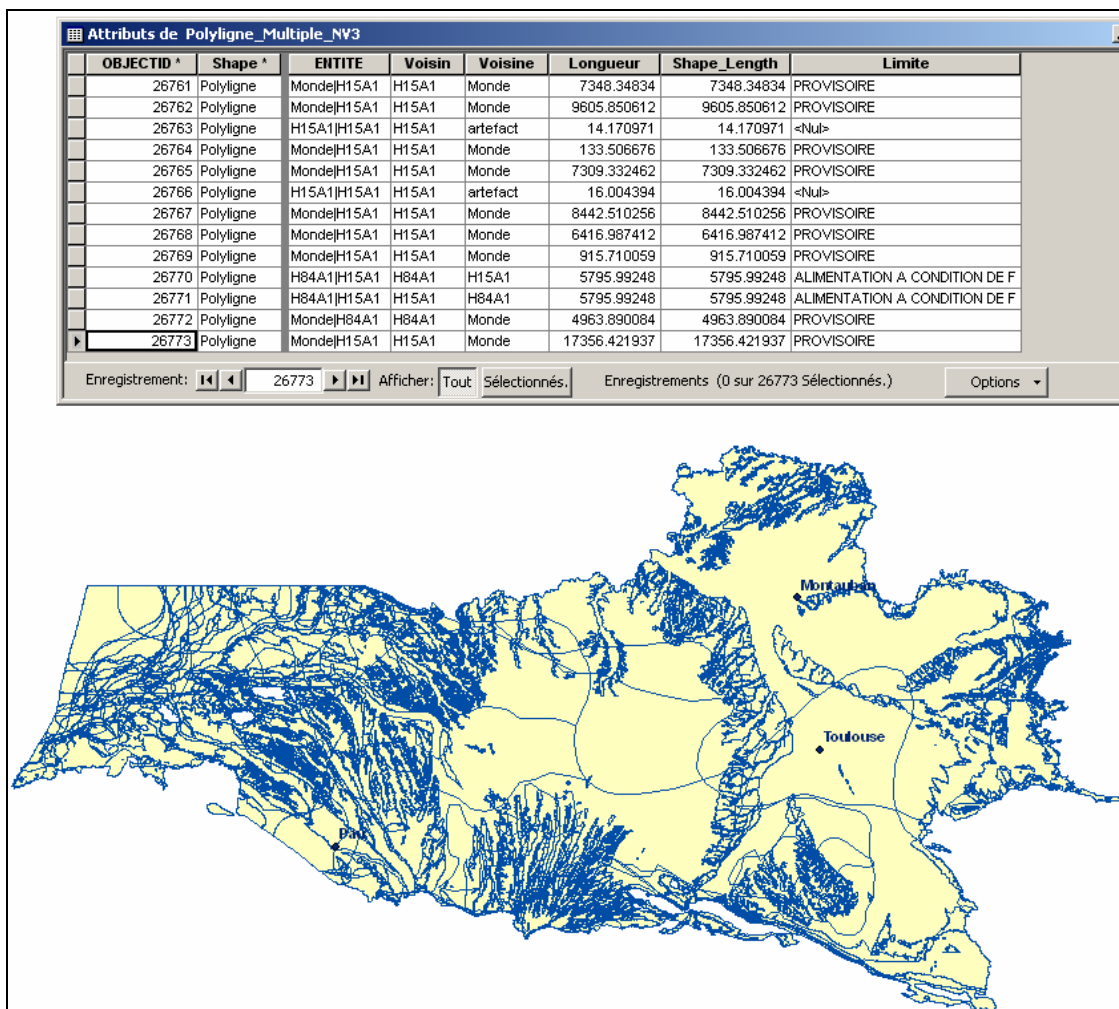 Attributs de Polyligne_Multiple_NV3
OBJECTID * Shape * ENTITE Voisin Voisine Longueur Shape_Length Limite
26761 Polyligne Monde|H15A1 H15A1 Monde 7348.34834 7348.34834 PROVISOIRE
26762 Polyligne Monde|H15A1 H15A1 Monde 9605.850612 9605.850612 PROVISOIRE
26763 Polyligne H15A1|H15A1 H15A1 artefact 14.170971 14.170971 <Nul>
26764 Polyligne Monde|H15A1 H15A1 Monde 133.506676 133.506676 PROVISOIRE
26765 Polyligne Monde|H15A1 H15A1 Monde 7309.332462 7309.332462 PROVISOIRE
26766 Polyligne H15A1|H15A1 H15A1 artefact 16.004394 16.004394 <Nul>
26767 Polyligne Monde|H15A1 H15A1 Monde 8442.510256 8442.510256 PROVISOIRE
26768 Polyligne Monde|H15A1 H15A1 Monde 6416.987412 6416.987412 PROVISOIRE
26769 Polyligne Monde|H15A1 H15A1 Monde 915.710059 915.710059 PROVISOIRE
26770 Polyligne H84A1|H15A1 H84A1 H15A1 5795.99248 5795.99248 ALIMENTATION A CONDITION DE F
26771 Polyligne H84A1|H15A1 H15A1 H84A1 5795.99248 5795.99248 ALIMENTATION A CONDITION DE F
26772 Polyligne Monde|H84A1 H84A1 Monde 4963.890084 4963.890084 PROVISOIRE
26773 Polyligne Monde|H15A1 H15A1 Monde 17356.421937 17356.421937 PROVISOIRE
Enregistrement: 26773 Afficher: Tout Sélectionnés. Enregistrements (0 sur 26773 Sélectionnés.) Options
Montauban
Toulouse
Pau